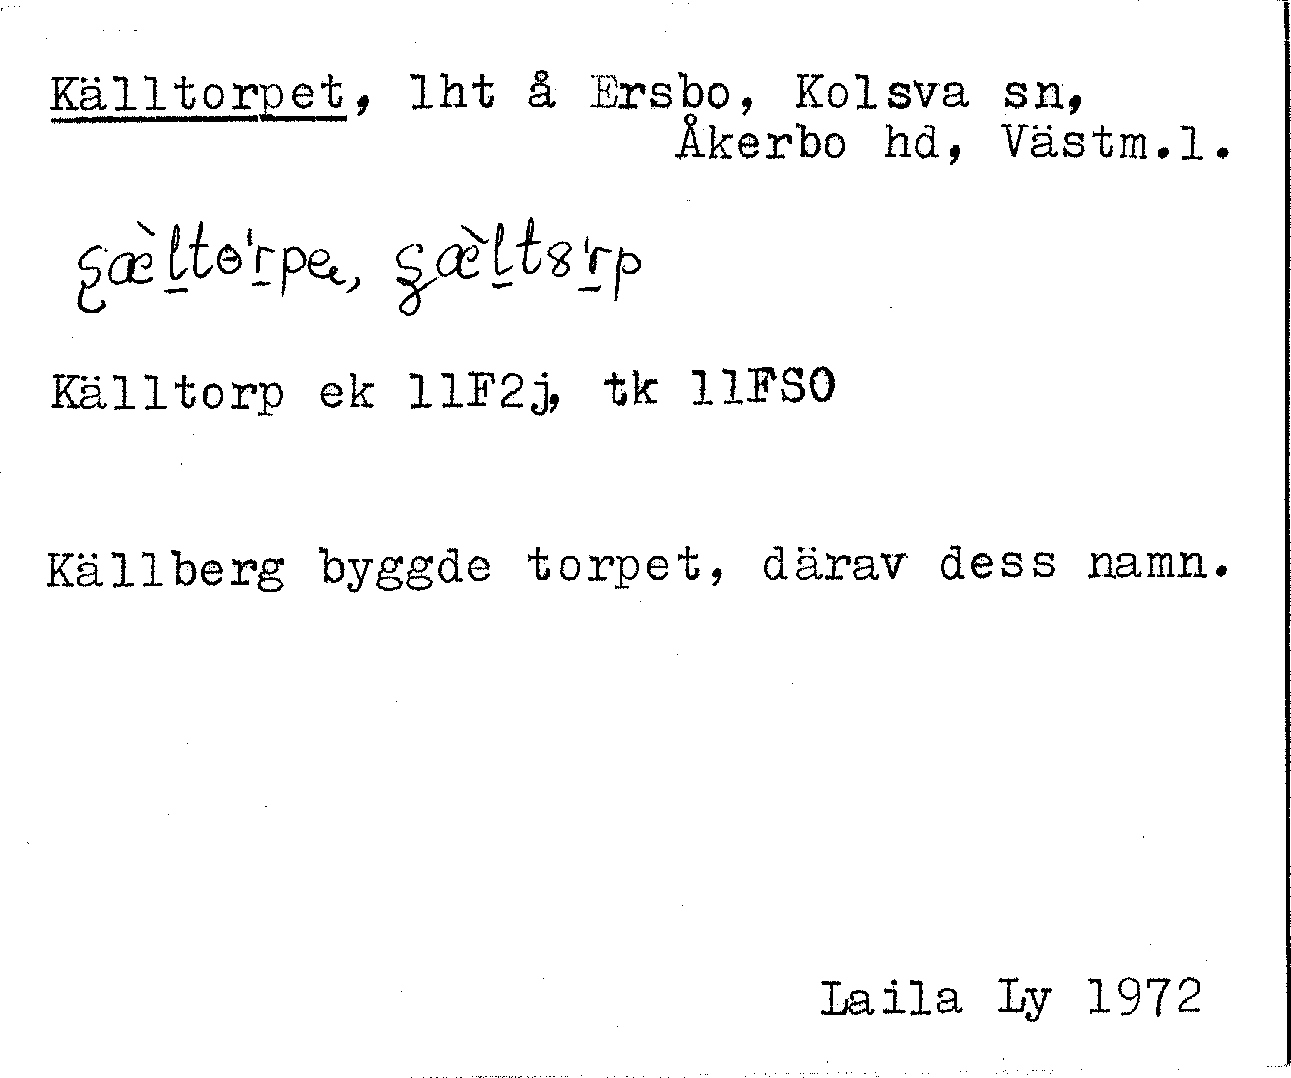 Källtorpet, lht å Ersbo, Kolsva sn,
Åkerbo hd, Västm.l.
Källtorp ek 11F2j, tk 11FSO
Källberg byggde torpet, därav dess namn.
Laila Ly 1972